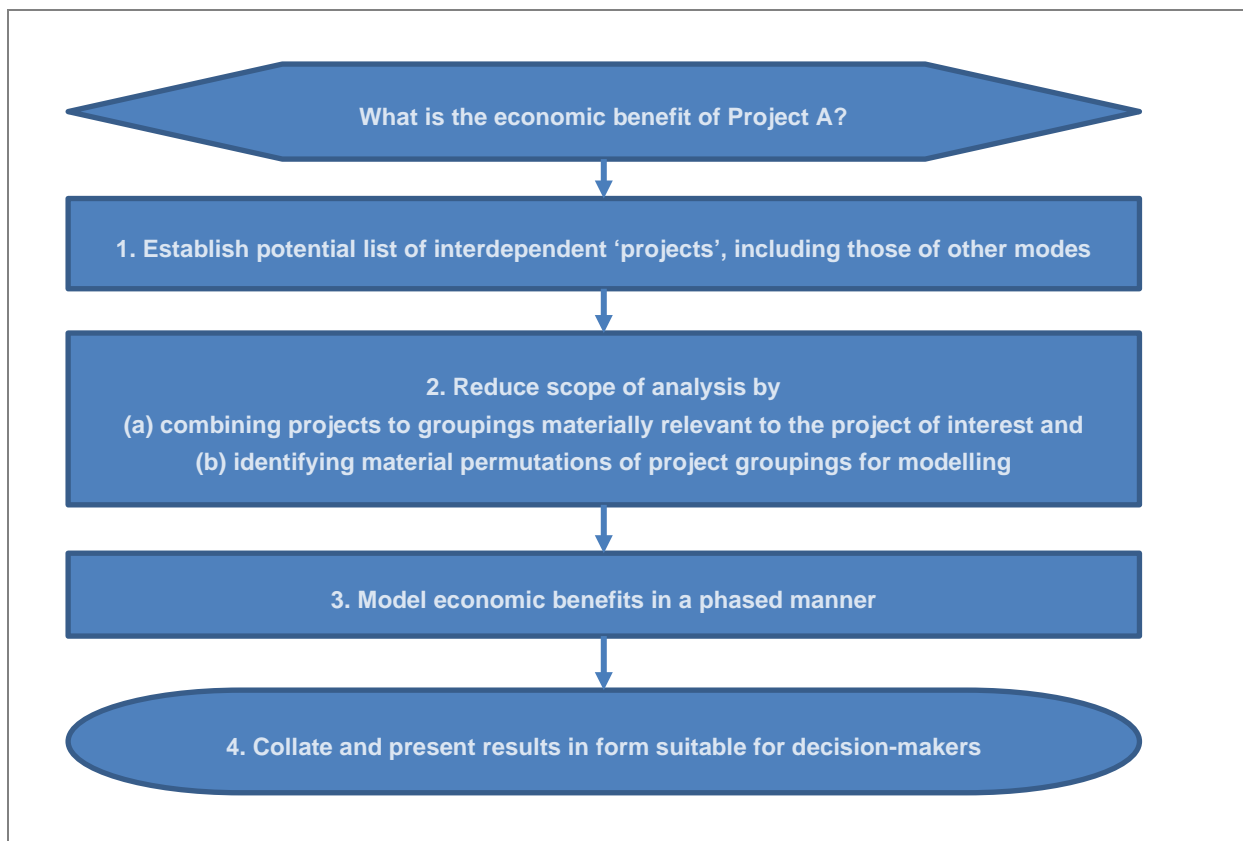 What is the economic benefit of Project A?
1. Establish potential list of interdependent ‘projects’, including those of other modes
2. Reduce scope of analysis by
(a) combining projects to groupings materially relevant to the project of interest and
(b) identifying material permutations of project groupings for modelling
3. Model economic benefits in a phased manner
4. Collate and present results in form suitable for decision-makers